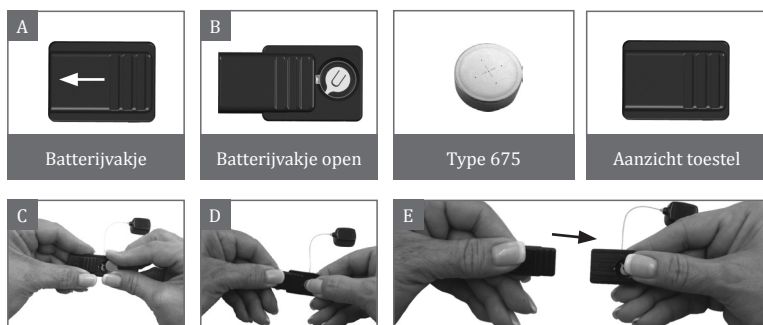 A
B
Batterijvakje
Batterijvakje open
Type 675
Aanzicht toestel
C
D
E